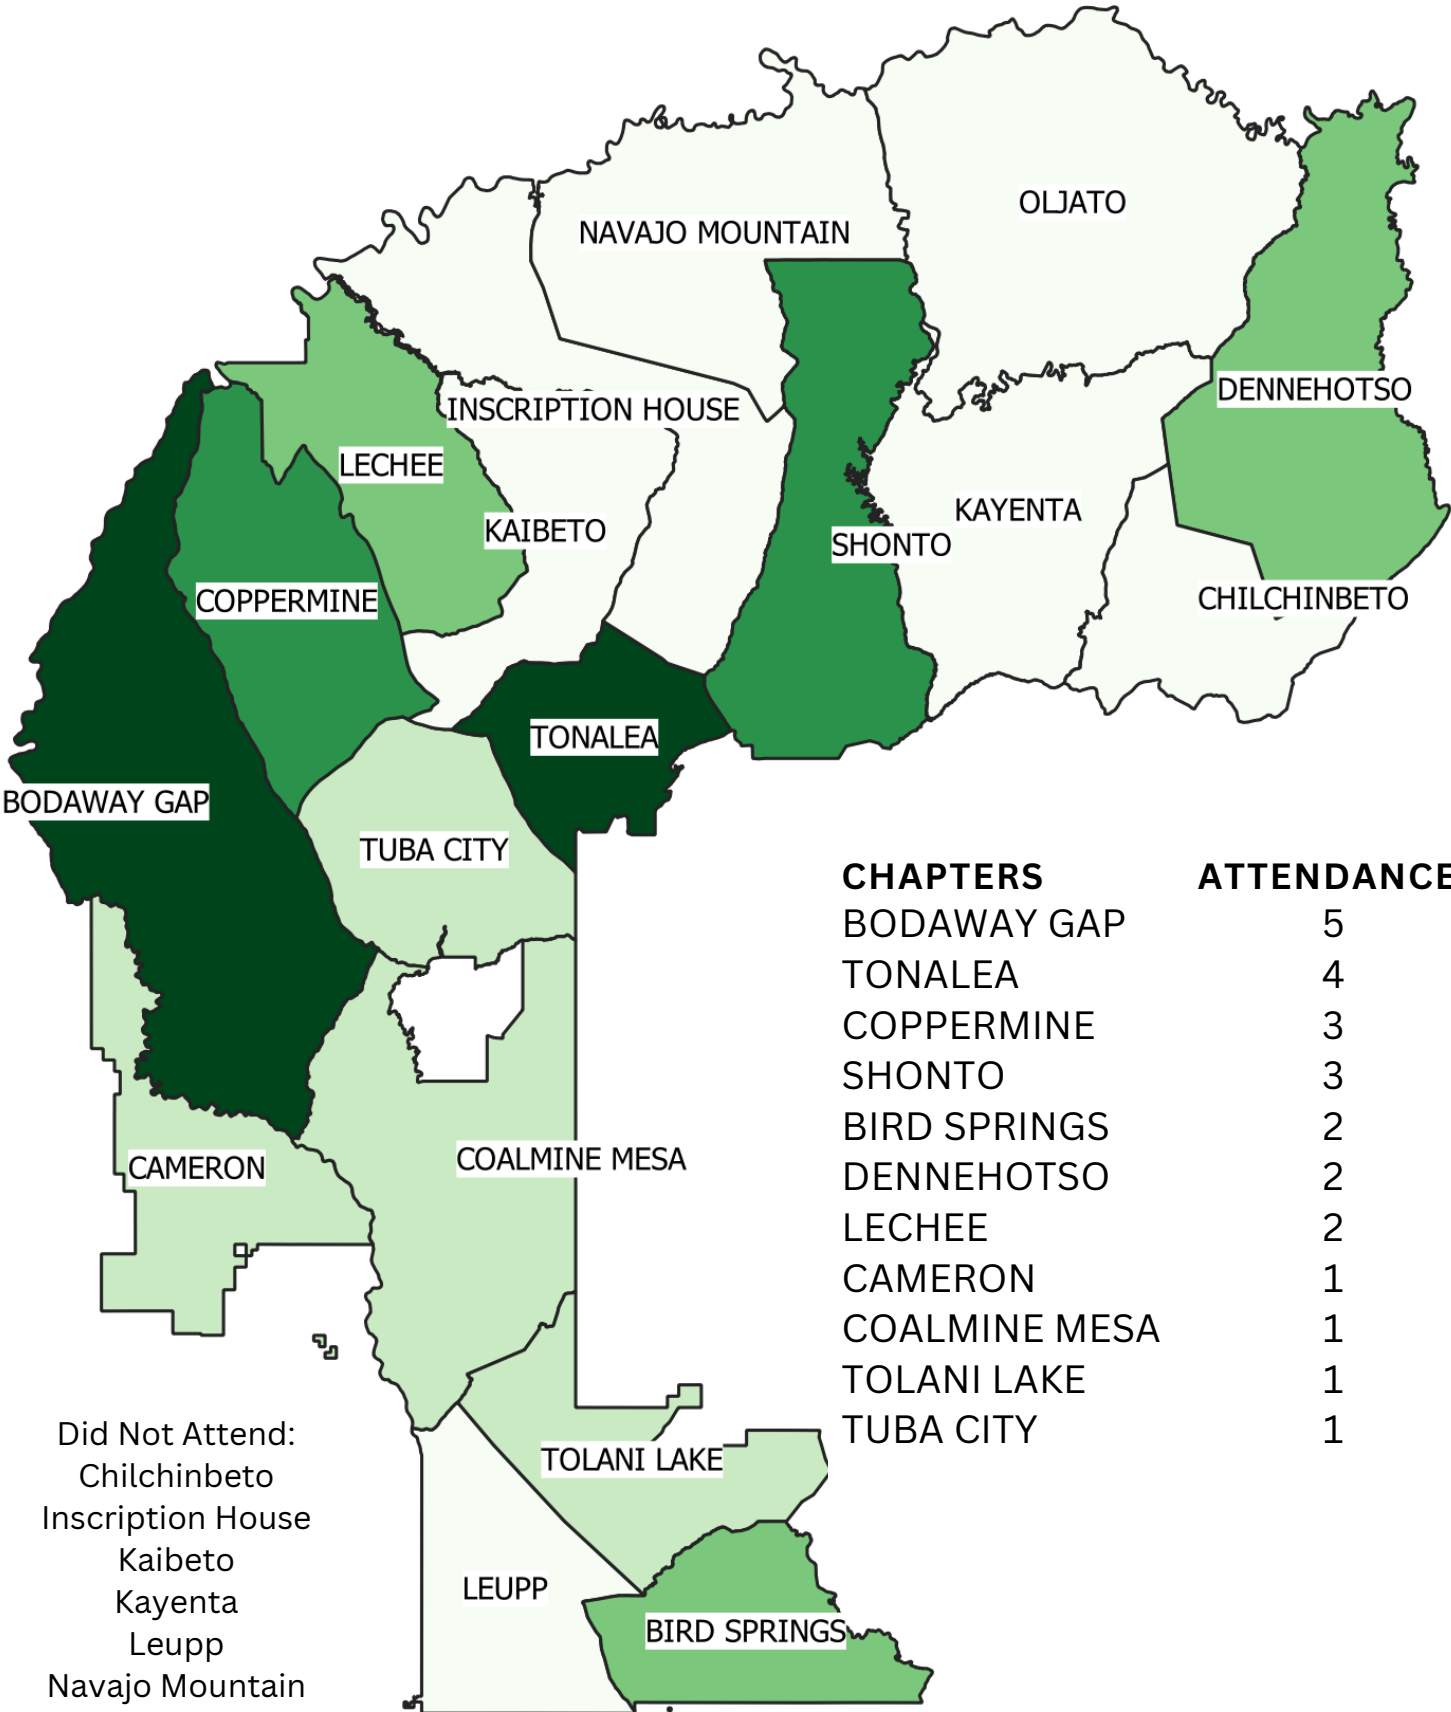 OLJATO
NAVAJO MOUNTAIN
DENNEHOTSO
INSCRIPTION HOUSE
LECHEE
KAYENTA
KAIBETO
SHONTO
CHILCHINBETO
COPPERMINE
TONALEA
BODAWAY GAP
TUBA CITY
COALMINE MESA
CAMERON
TOLANI LAKE
LEUPP
BIRD SPRINGS
CHAPTERS ATTENDANCE
BODAWAY GAP 5
TONALEA 4
COPPERMINE 3
SHONTO 3
BIRD SPRINGS 2
DENNEHOTSO 2
LECHEE 2
CAMERON 1
COALMINE MESA 1
TOLANI LAKE 1
TUBA CITY 1
Did Not Attend:
Chilchinbeto
Inscription House
Kaibeto
Kayenta
Leupp
Navajo Mountain